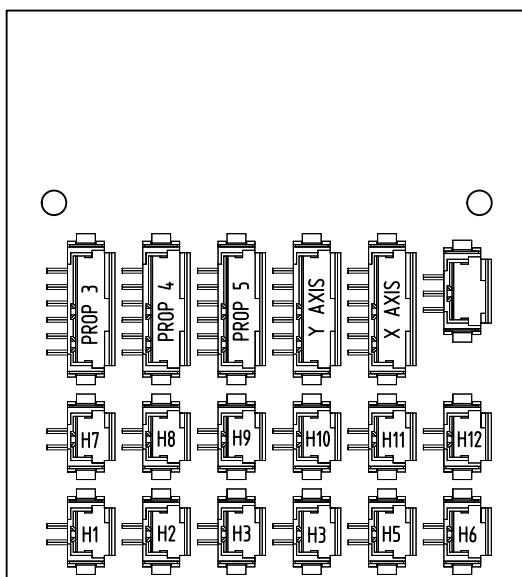 PROP 3
PROP 4
PROP 5
Y AXIS
X AXIS
H7
H8
H9
H10
H11
H12
H1
H2
H3
H3
H5
H6